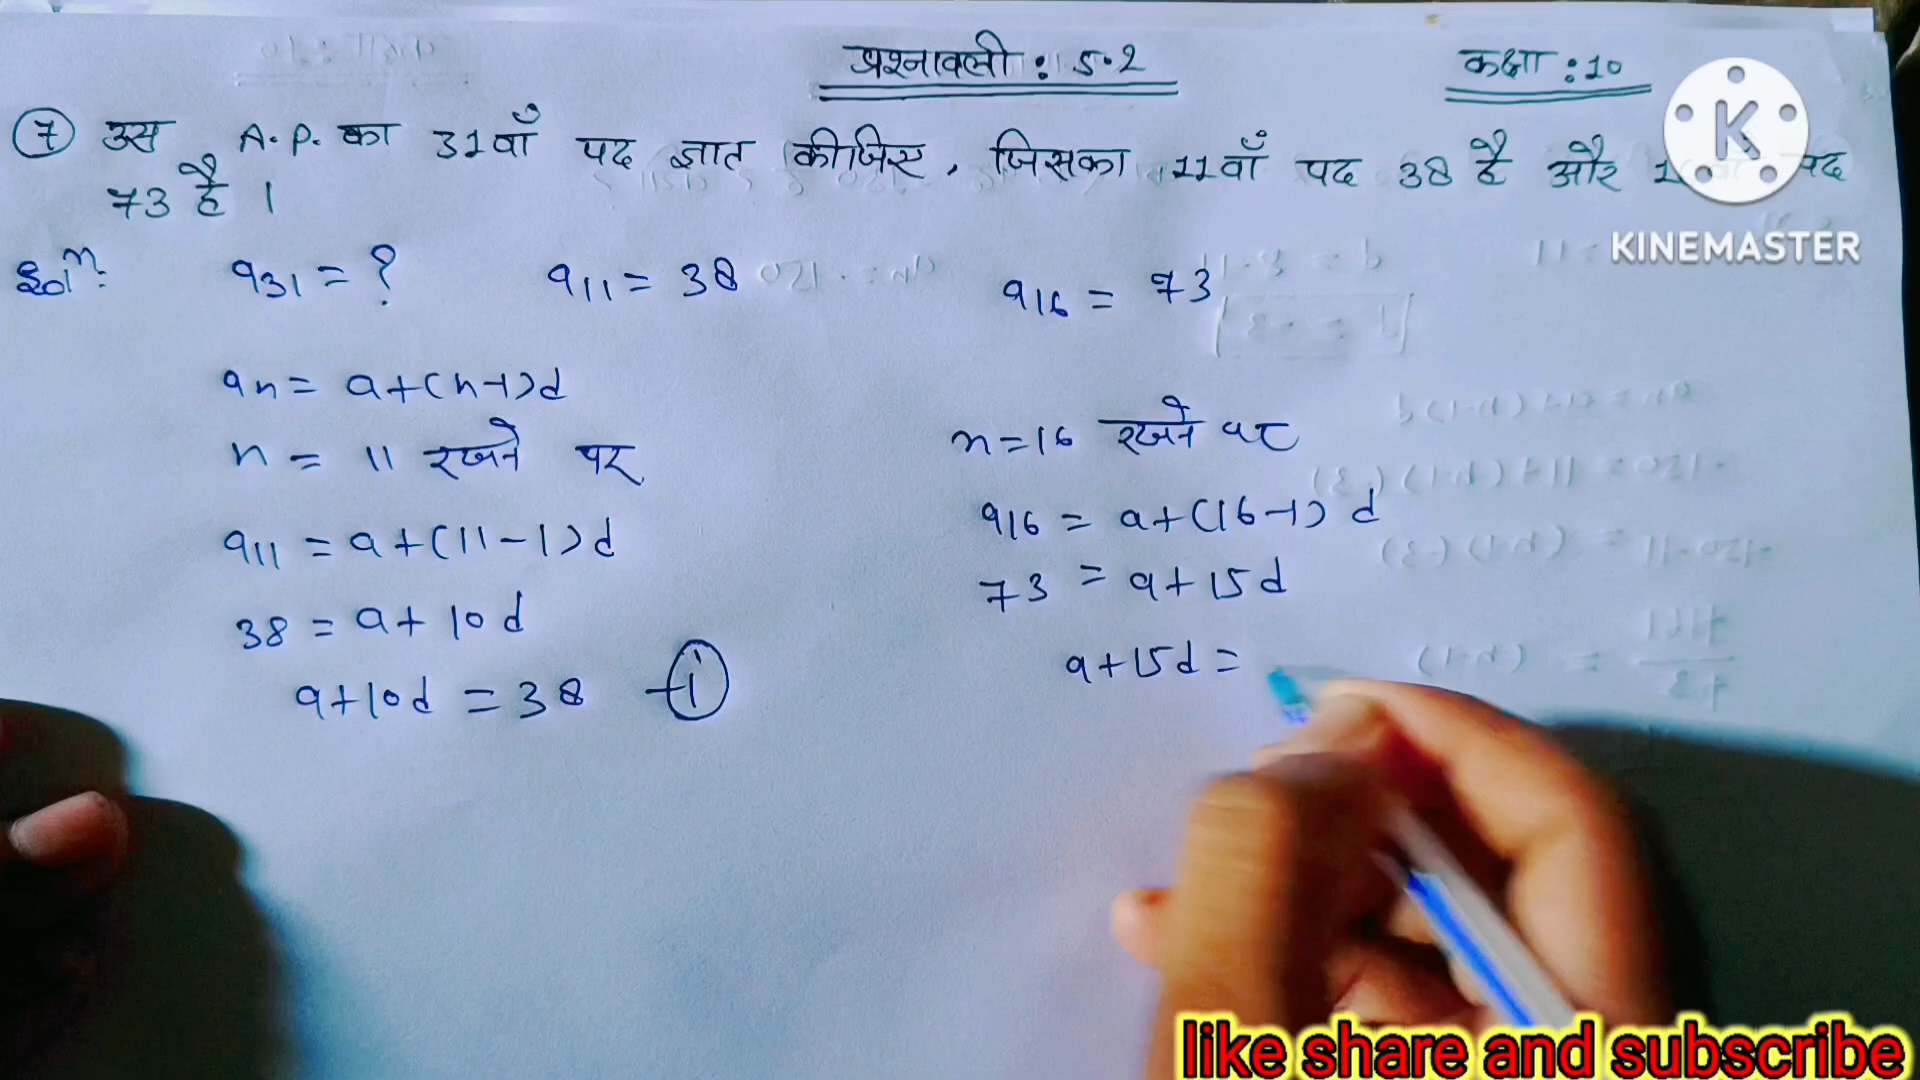 प्रश्नावली : 5.2
कक्षा : 10
⑦ उस A.P. का 31वाँ पद ज्ञात कीजिए, जिसका 11वाँ पद 38 है और पद
73 है ।
KINEMASTER
Solⁿ: a31 = ? a11 = 38 a16 = 73
an = a+(n-1)d
n = 11 रखने पर
a11 = a+(11-1)d
38 = a+10d
a+10d = 38 —ⓘ
n=16 रखने पर
a16 = a+(16-1)d
73 = a+15d
a+15d =
like share and subscribe